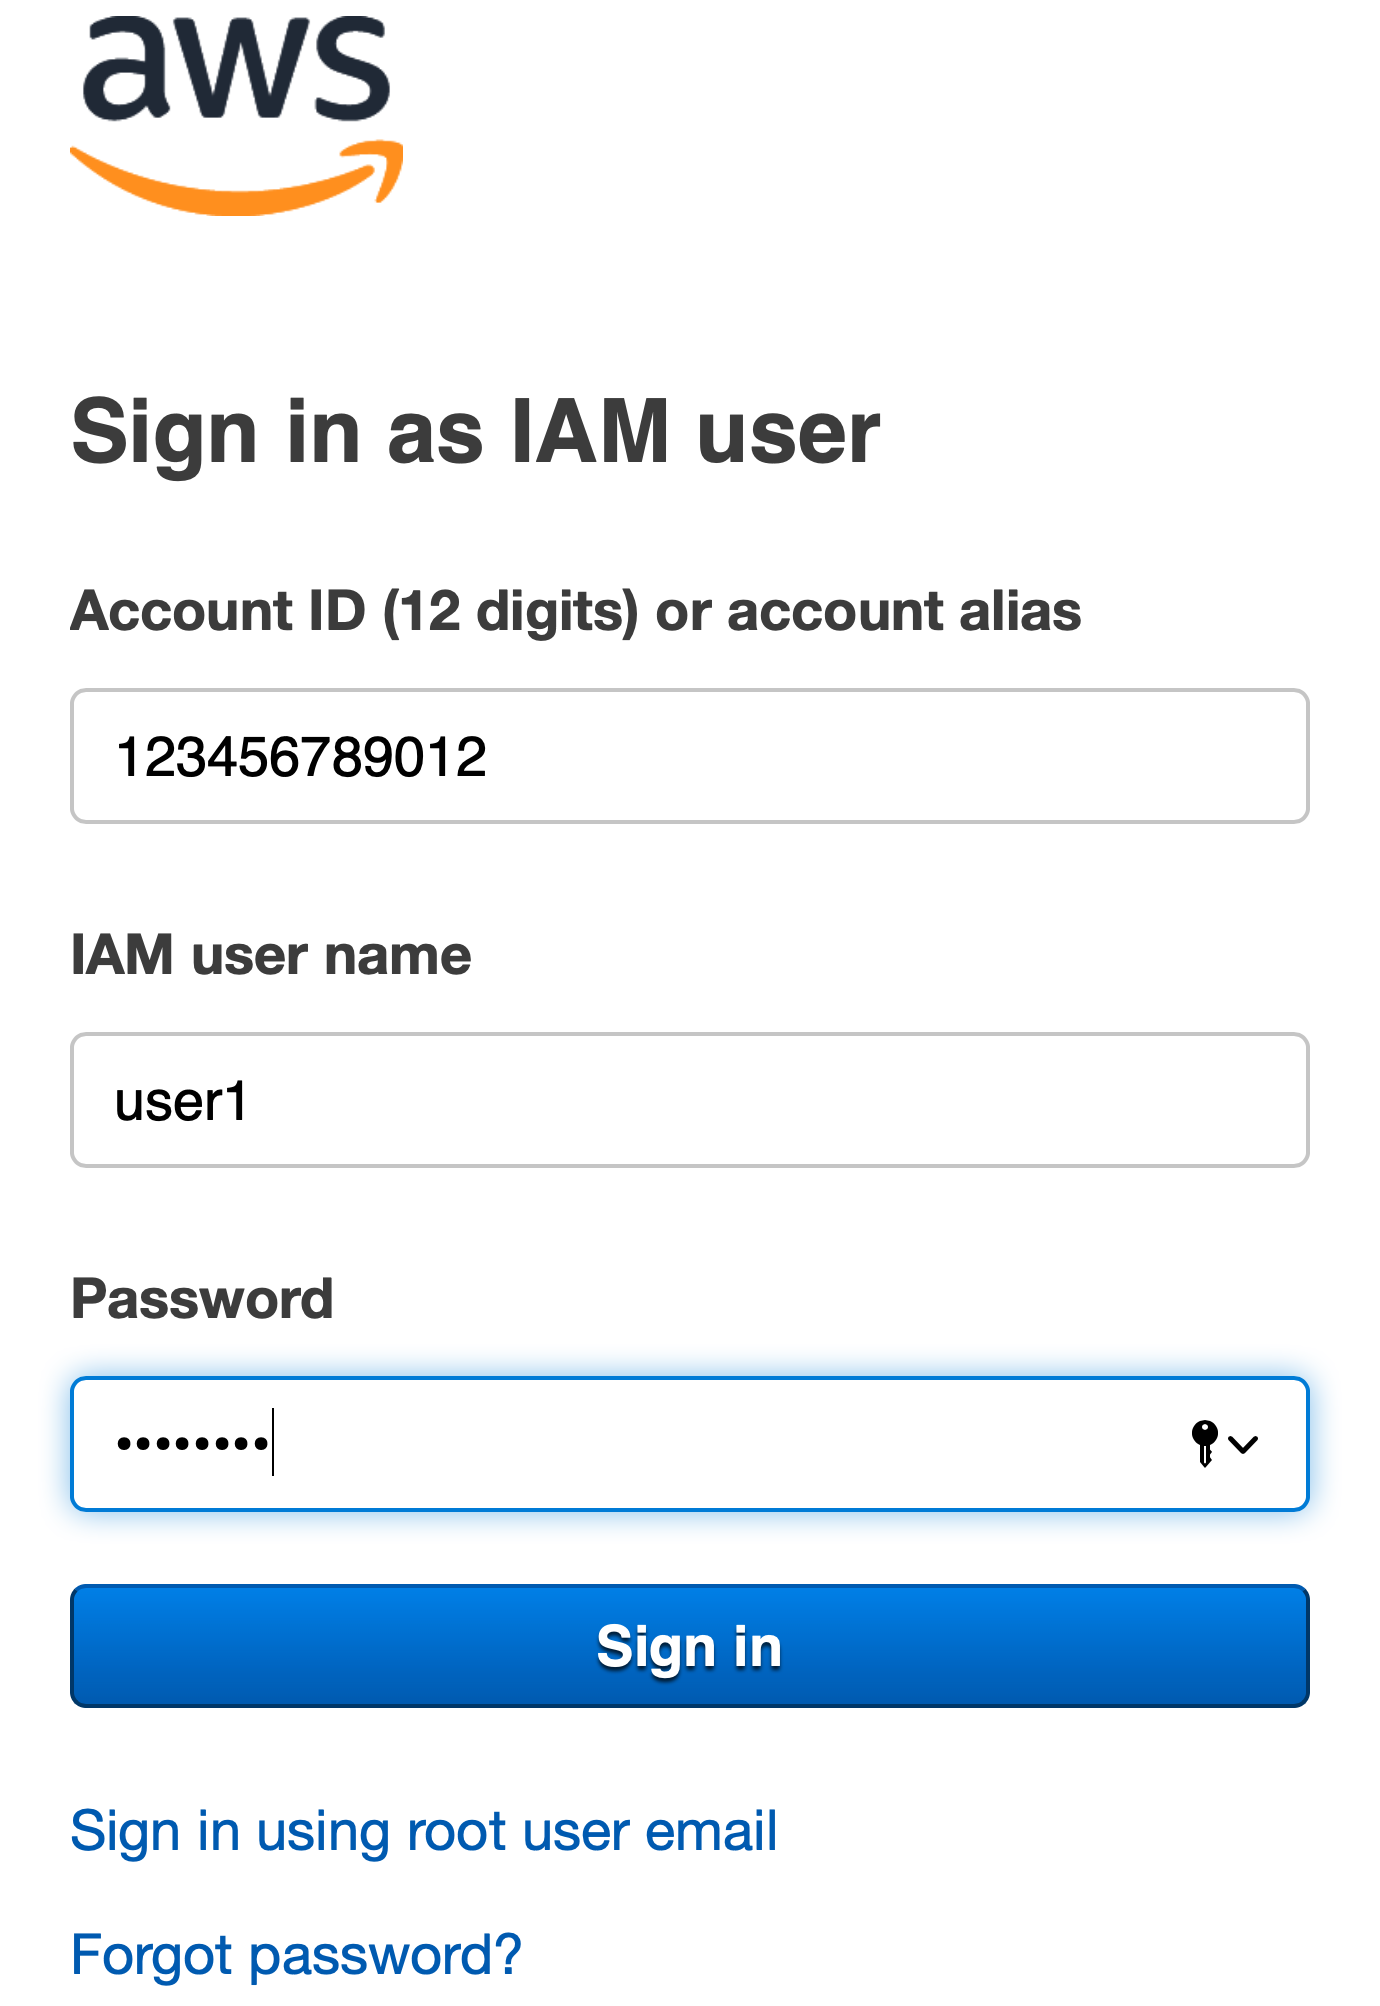 aws
Sign in as IAM user
Account ID (12 digits) or account alias
123456789012
IAM user name
user1
Password
••••••••
Sign in
Sign in using root user email
Forgot password?